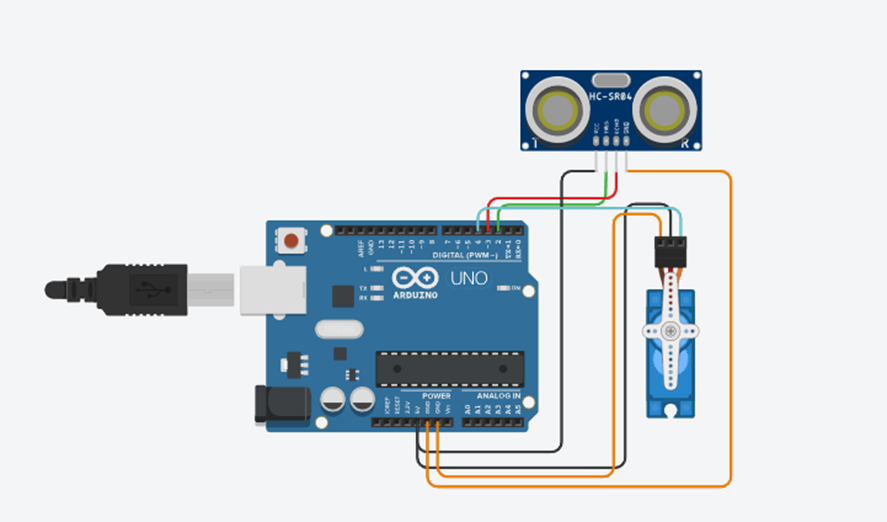 HC-SR04
VCC
TRIG
ECHO
GND
T
R
AREF
GND
13
12
~11
~10
~9
8
7
~6
~5
4
~3
2
TX→1
RX←0
DIGITAL (PWM~)
L
TX
RX
UNO
ARDUINO
ON
POWER
ANALOG IN
IOREF
RESET
3.3V
5V
GND
GND
Vin
A0
A1
A2
A3
A4
A5